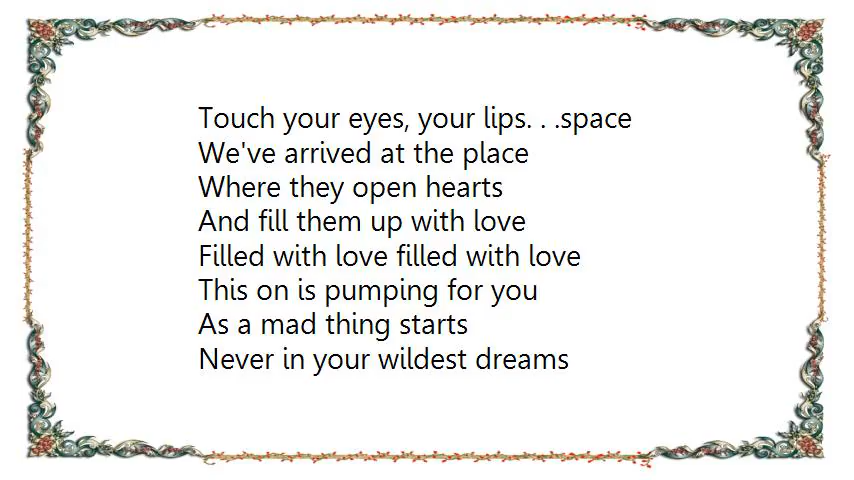 Touch your eyes, your lips. . .space
We've arrived at the place
Where they open hearts
And fill them up with love
Filled with love filled with love
This on is pumping for you
As a mad thing starts
Never in your wildest dreams